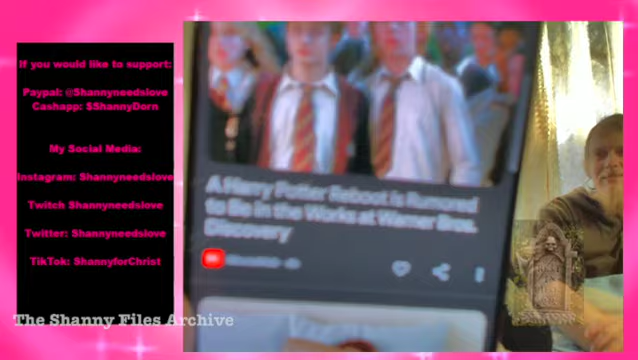 If you would like to support:
Paypal: @Shannyneedslove
Cashapp: $ShannyDorn
My Social Media:
Instagram: Shannyneedslove
Twitch Shannyneedslove
Twitter: Shannyneedslove
TikTok: ShannyforChrist
A Harry Potter Reboot is Rumored
to Be in the Works at Warner Bros.
Discovery
The Shanny Files Archive